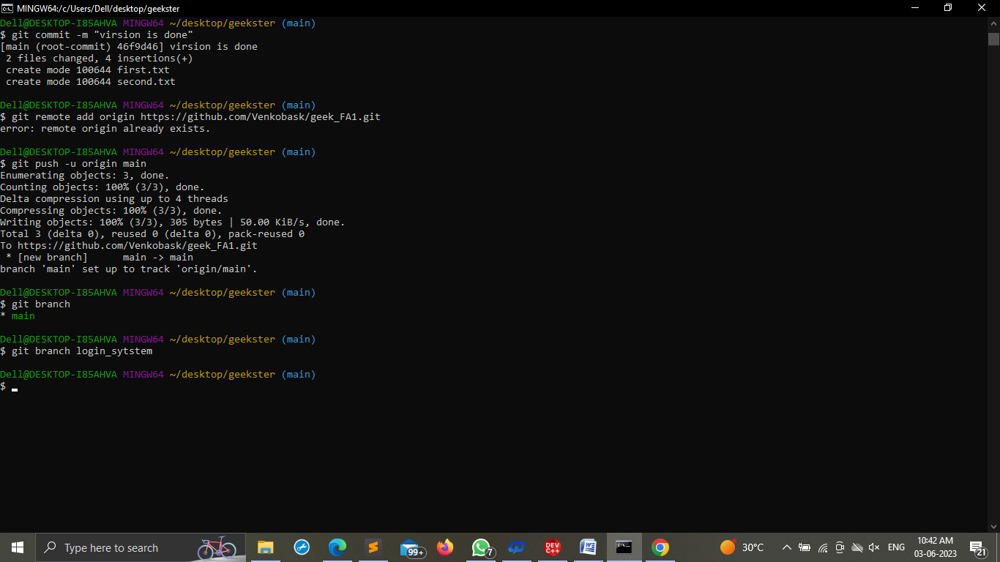 MINGW64:/c/Users/Dell/desktop/geekster
Dell@DESKTOP-I85AHVA MINGW64 ~/desktop/geekster (main)
$ git commit -m "virsion is done"
[main (root-commit) 46f9d46] virsion is done
 2 files changed, 4 insertions(+)
 create mode 100644 first.txt
 create mode 100644 second.txt
Dell@DESKTOP-I85AHVA MINGW64 ~/desktop/geekster (main)
$ git remote add origin https://github.com/Venkobask/geek_FA1.git
error: remote origin already exists.
Dell@DESKTOP-I85AHVA MINGW64 ~/desktop/geekster (main)
$ git push -u origin main
Enumerating objects: 3, done.
Counting objects: 100% (3/3), done.
Delta compression using up to 4 threads
Compressing objects: 100% (3/3), done.
Writing objects: 100% (3/3), 305 bytes | 50.00 KiB/s, done.
Total 3 (delta 0), reused 0 (delta 0), pack-reused 0
To https://github.com/Venkobask/geek_FA1.git
 * [new branch]      main -> main
branch 'main' set up to track 'origin/main'.
Dell@DESKTOP-I85AHVA MINGW64 ~/desktop/geekster (main)
$ git branch
* main
Dell@DESKTOP-I85AHVA MINGW64 ~/desktop/geekster (main)
$ git branch login_sytstem
Dell@DESKTOP-I85AHVA MINGW64 ~/desktop/geekster (main)
$
Type here to search
99+
7
DEV C++
30°C
ENG
10:42 AM
03-06-2023
21